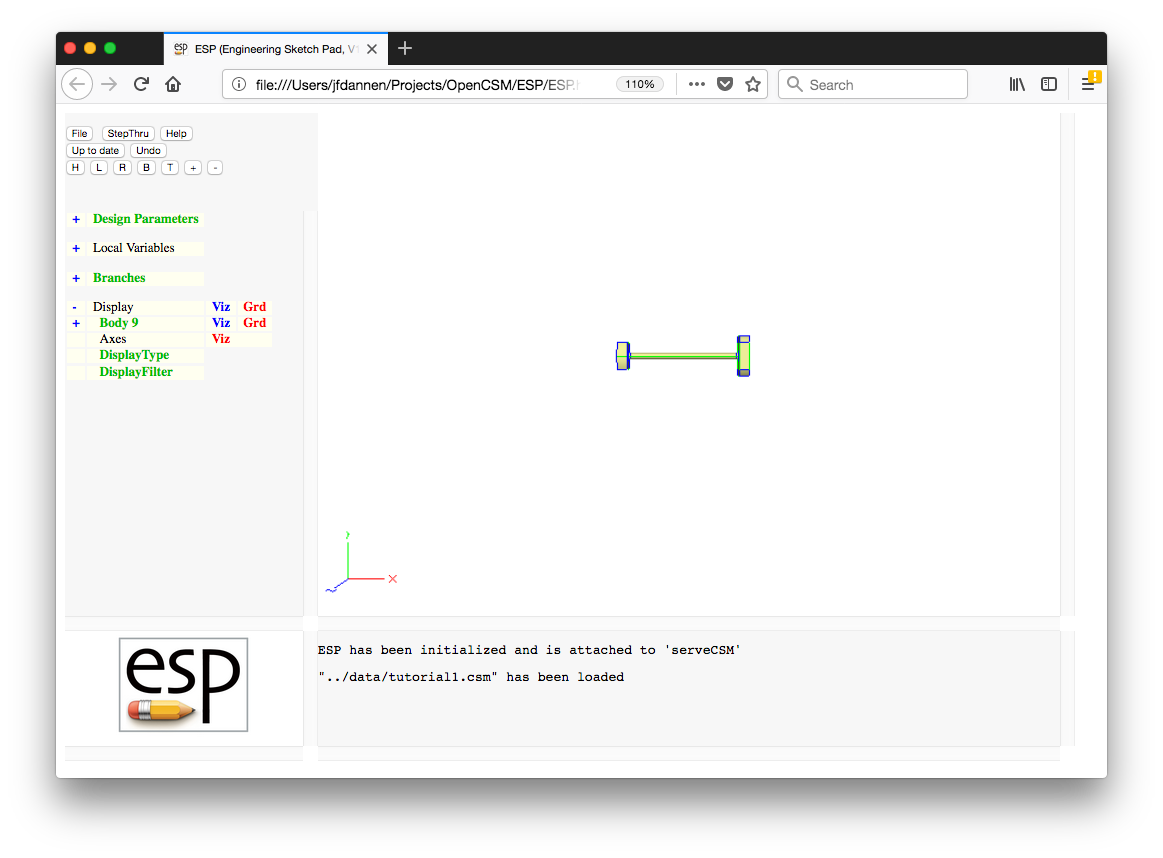 esp ESP (Engineering Sketch Pad, V1
file:///Users/jfdannen/Projects/OpenCSM/ESP/ESP. 110% Search
File StepThru Help
Up to date Undo
H L R B T + -
+ Design Parameters
+ Local Variables
+ Branches
- Display Viz Grd
+ Body 9 Viz Grd
Axes Viz
DisplayType
DisplayFilter
y
x
z
esp
ESP has been initialized and is attached to 'serveCSM'
"../data/tutorial1.csm" has been loaded